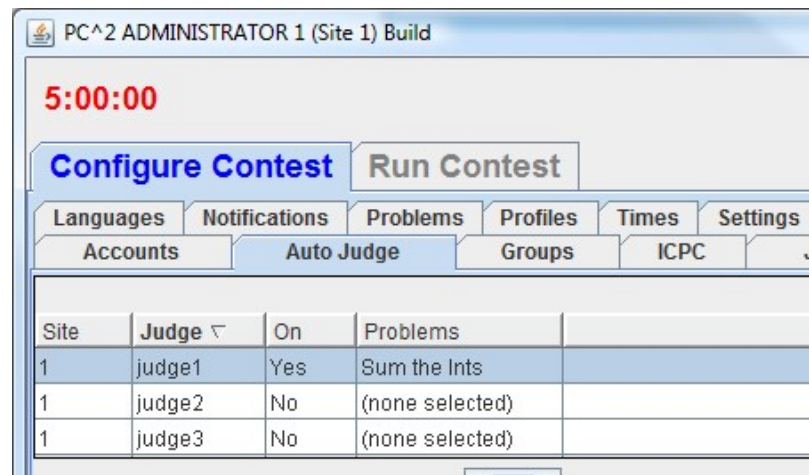 PC^2 ADMINISTRATOR 1 (Site 1) Build
5:00:00
Configure Contest Run Contest
Languages Notifications Problems Profiles Times Settings
Accounts Auto Judge Groups ICPC
Site Judge On Problems
1 judge1 Yes Sum the Ints
1 judge2 No (none selected)
1 judge3 No (none selected)